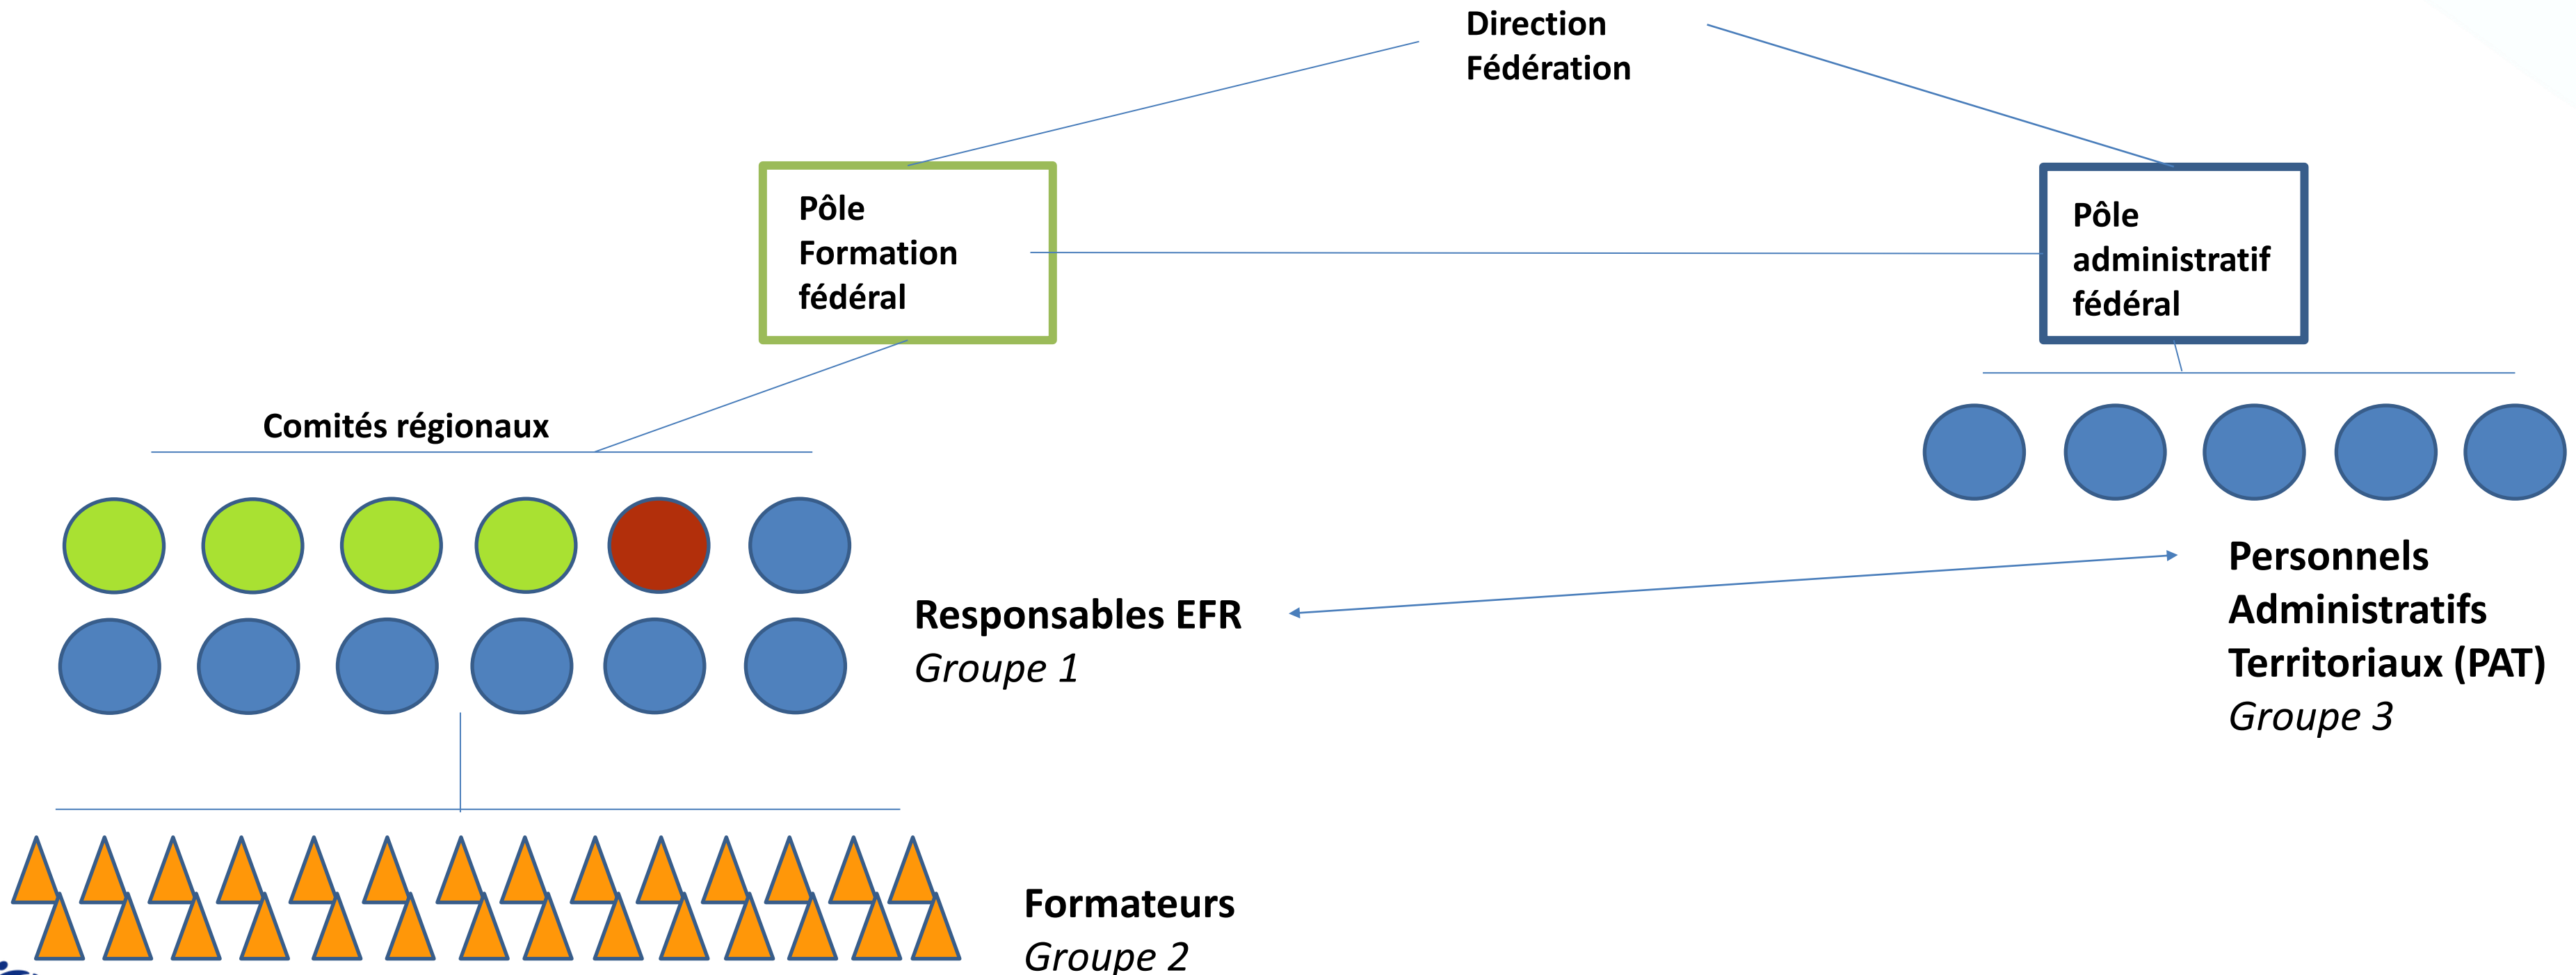 Direction
Fédération
Pôle
Formation
fédéral
Pôle
administratif
fédéral
Comités régionaux
Responsables EFR
Groupe 1
Personnels
Administratifs
Territoriaux (PAT)
Groupe 3
Formateurs
Groupe 2